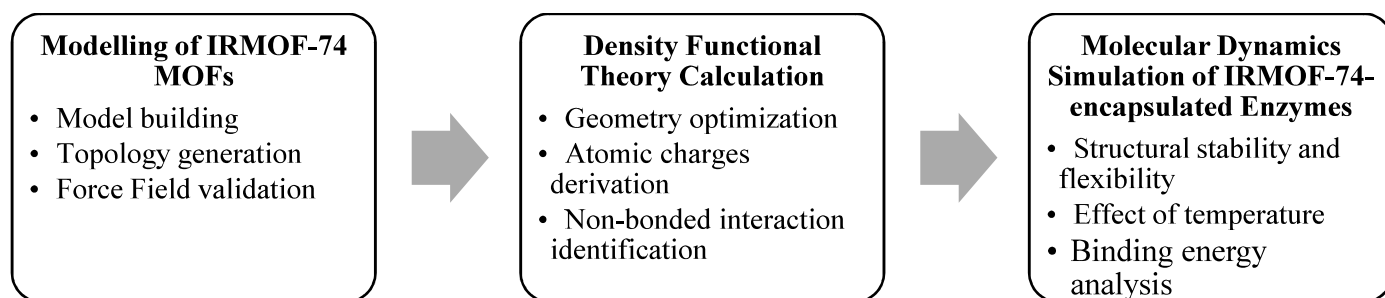 Modelling of IRMOF-74
MOFs
• Model building
• Topology generation
• Force Field validation
Density Functional
Theory Calculation
• Geometry optimization
• Atomic charges
derivation
• Non-bonded interaction
identification
Molecular Dynamics
Simulation of IRMOF-74-
encapsulated Enzymes
• Structural stability and
flexibility
• Effect of temperature
• Binding energy
analysis